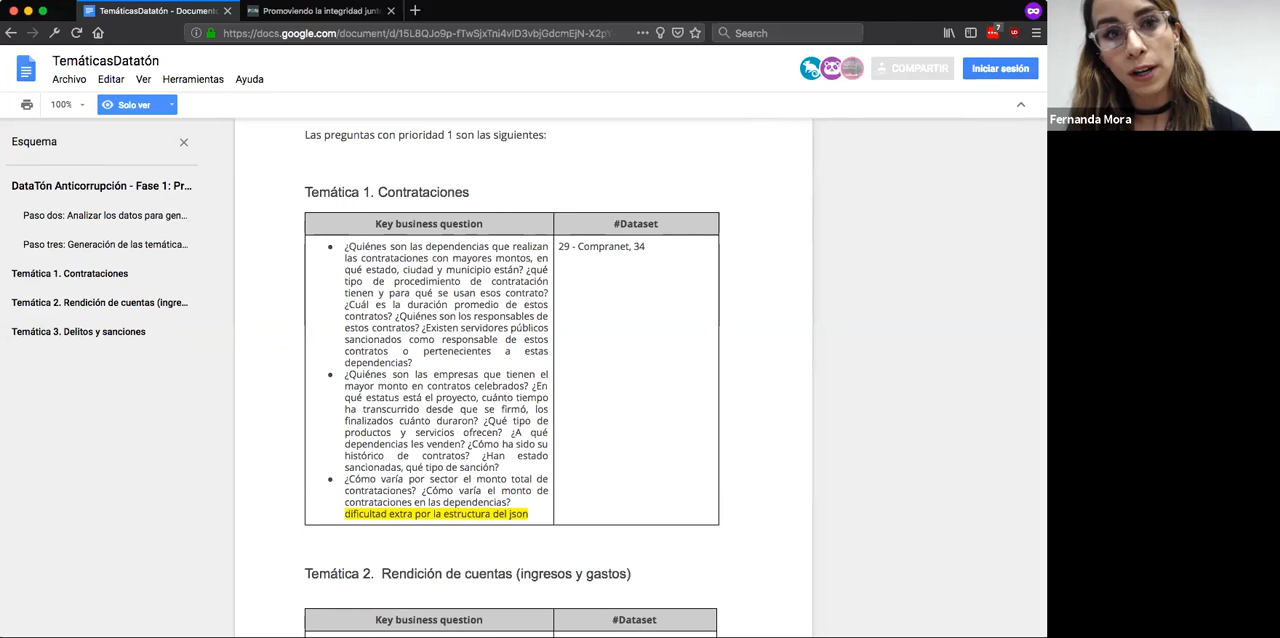 TemáticasDatatón - Documento
Promoviendo la integridad junt
https://docs.google.com/document/d/15L8QJo9p-fTwSjxTni4vID3vbjGdcmEjN-X2p
Search
7
TemáticasDatatón
Archivo Editar Ver Herramientas Ayuda
COMPARTIR
Iniciar sesión
100%
Solo ver
Fernanda Mora
Esquema
DataTón Anticorrupción - Fase 1: Pr...
Paso dos: Analizar los datos para gen...
Paso tres: Generación de las temática...
Temática 1. Contrataciones
Temática 2. Rendición de cuentas (ingre...
Temática 3. Delitos y sanciones
Las preguntas con prioridad 1 son las siguientes:
Temática 1. Contrataciones
Key business question #Dataset
¿Quiénes son las dependencias que realizan
las contrataciones con mayores montos, en
qué estado, ciudad y municipio están? ¿qué
tipo de procedimiento de contratación
tienen y para qué se usan esos contrato?
¿Cuál es la duración promedio de estos
contratos? ¿Quiénes son los responsables de
estos contratos? ¿Existen servidores públicos
sancionados como responsable de estos
contratos o pertenecientes a estas
dependencias?
¿Quiénes son las empresas que tienen el
mayor monto en contratos celebrados? ¿En
qué estatus está el proyecto, cuánto tiempo
ha transcurrido desde que se firmó, los
finalizados cuánto duraron? ¿Qué tipo de
productos y servicios ofrecen? ¿A qué
dependencias les venden? ¿Cómo ha sido su
histórico de contratos? ¿Han estado
sancionadas, qué tipo de sanción?
¿Cómo varía por sector el monto total de
contrataciones? ¿Cómo varía el monto de
contrataciones en las dependencias?
dificultad extra por la estructura del json
29 - Compranet, 34
Temática 2. Rendición de cuentas (ingresos y gastos)
Key business question #Dataset